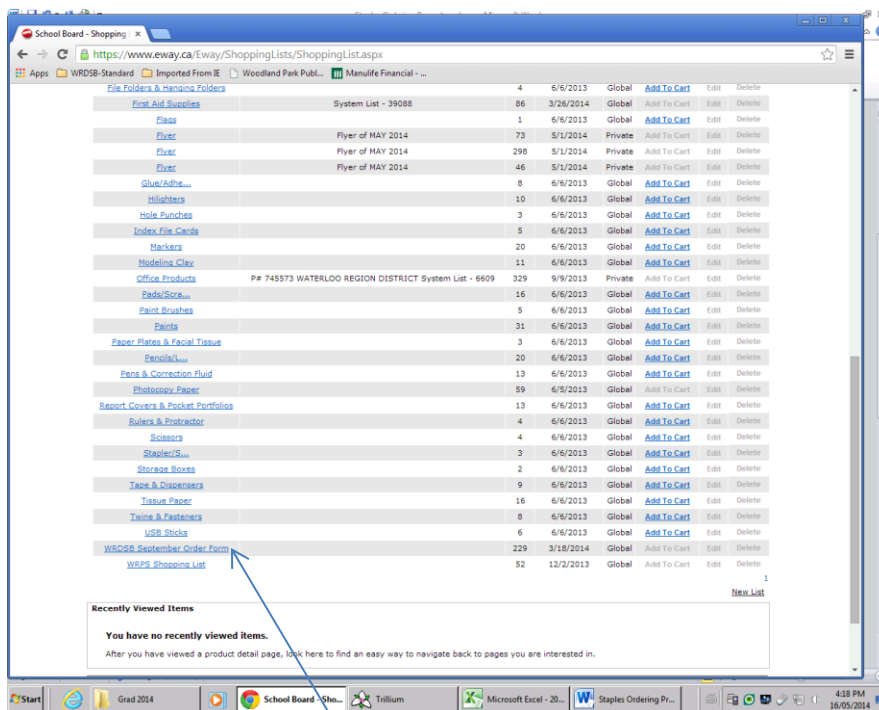 School Board - Shopping
https://www.eway.ca/Eway/ShoppingLists/ShoppingList.aspx
Apps WRDSB-Standard Imported From IE Woodland Park Publ... Manulife Financial - ...
File Folders & Hanging Folders 4 6/6/2013 Global Add To Cart Edit Delete
First Aid Supplies System List - 39088 86 3/26/2014 Global Add To Cart Edit Delete
Flags 1 6/6/2013 Global Add To Cart Edit Delete
Flyer Flyer of MAY 2014 73 5/1/2014 Private Add To Cart Edit Delete
Flyer Flyer of MAY 2014 298 5/1/2014 Private Add To Cart Edit Delete
Flyer Flyer of MAY 2014 46 5/1/2014 Private Add To Cart Edit Delete
Glue/Adhe... 8 6/6/2013 Global Add To Cart Edit Delete
Hilighters 10 6/6/2013 Global Add To Cart Edit Delete
Hole Punches 3 6/6/2013 Global Add To Cart Edit Delete
Index File Cards 5 6/6/2013 Global Add To Cart Edit Delete
Markers 20 6/6/2013 Global Add To Cart Edit Delete
Modeling Clay 11 6/6/2013 Global Add To Cart Edit Delete
Office Products P# 745573 WATERLOO REGION DISTRICT System List - 6609 329 9/9/2013 Private Add To Cart Edit Delete
Pads/Scra... 16 6/6/2013 Global Add To Cart Edit Delete
Paint Brushes 5 6/6/2013 Global Add To Cart Edit Delete
Paints 31 6/6/2013 Global Add To Cart Edit Delete
Paper Plates & Facial Tissue 3 6/6/2013 Global Add To Cart Edit Delete
Pencils/L... 20 6/6/2013 Global Add To Cart Edit Delete
Pens & Correction Fluid 13 6/6/2013 Global Add To Cart Edit Delete
Photocopy Paper 59 6/5/2013 Global Add To Cart Edit Delete
Report Covers & Pocket Portfolios 13 6/6/2013 Global Add To Cart Edit Delete
Rulers & Protractor 4 6/6/2013 Global Add To Cart Edit Delete
Scissors 4 6/6/2013 Global Add To Cart Edit Delete
Stapler/S... 3 6/6/2013 Global Add To Cart Edit Delete
Storage Boxes 2 6/6/2013 Global Add To Cart Edit Delete
Tape & Dispensers 9 6/6/2013 Global Add To Cart Edit Delete
Tissue Paper 16 6/6/2013 Global Add To Cart Edit Delete
Twine & Fasteners 8 6/6/2013 Global Add To Cart Edit Delete
USB Sticks 6 6/6/2013 Global Add To Cart Edit Delete
WRDSB September Order Form 229 3/18/2014 Global Add To Cart Edit Delete
WRPS Shopping List 52 12/2/2013 Global Add To Cart Edit Delete
1
New List
Recently Viewed Items
You have no recently viewed items.
After you have viewed a product detail page, look here to find an easy way to navigate back to pages you are interested in.
Start Grad 2014 School Board - Sho... Trillium Microsoft Excel - 20... Staples Ordering Pr... 4:18 PM
16/05/2014